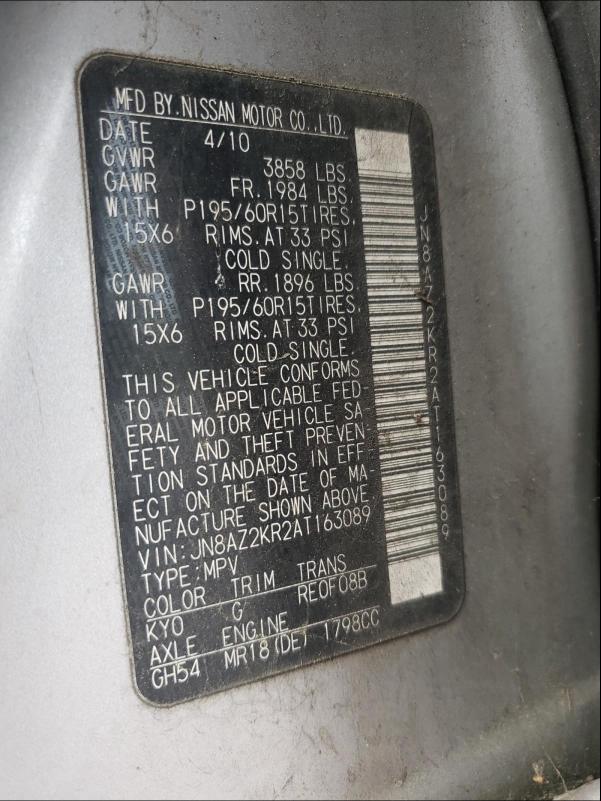 MFD BY.NISSAN MOTOR CO.,LTD.
DATE 4/10
GVWR 3858 LBS.
GAWR FR.1984 LBS.
WITH P195/60R15TIRES,
15X6 RIMS.AT 33 PSI
COLD SINGLE.
GAWR RR.1896 LBS.
WITH P195/60R15TIRES,
15X6 RIMS.AT 33 PSI
COLD SINGLE.
THIS VEHICLE CONFORMS
TO ALL APPLICABLE FED-
ERAL MOTOR VEHICLE SA-
FETY AND THEFT PREVEN-
TION STANDARDS IN EFF-
ECT ON THE DATE OF MA-
NUFACTURE SHOWN ABOVE
VIN:JN8AZ2KR2AT163089
TYPE:MPV
COLOR TRIM TRANS
KYO G RE0F08B
AXLE ENGINE
GH54 MR18(DE) 1798CC
JN8AZ2KR2AT163089